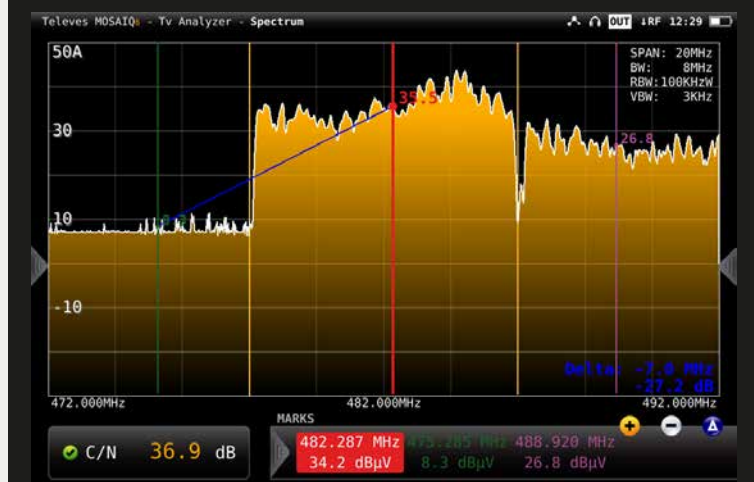 Televes MOSAIQ6 - Tv Analyzer - Spectrum
OUT ↓RF 12:29
50A
SPAN: 20MHz
BW: 8MHz
RBW:100KHzW
VBW: 3KHz
35.5
30
26.8
10
-10
Delta: -7.0 MHz
-27.2 dB
472.000MHz 482.000MHz 492.000MHz
MARKS
C/N 36.9 dB
482.287 MHz 475.285 MHz 488.920 MHz
34.2 dBµV 8.3 dBµV 26.8 dBµV